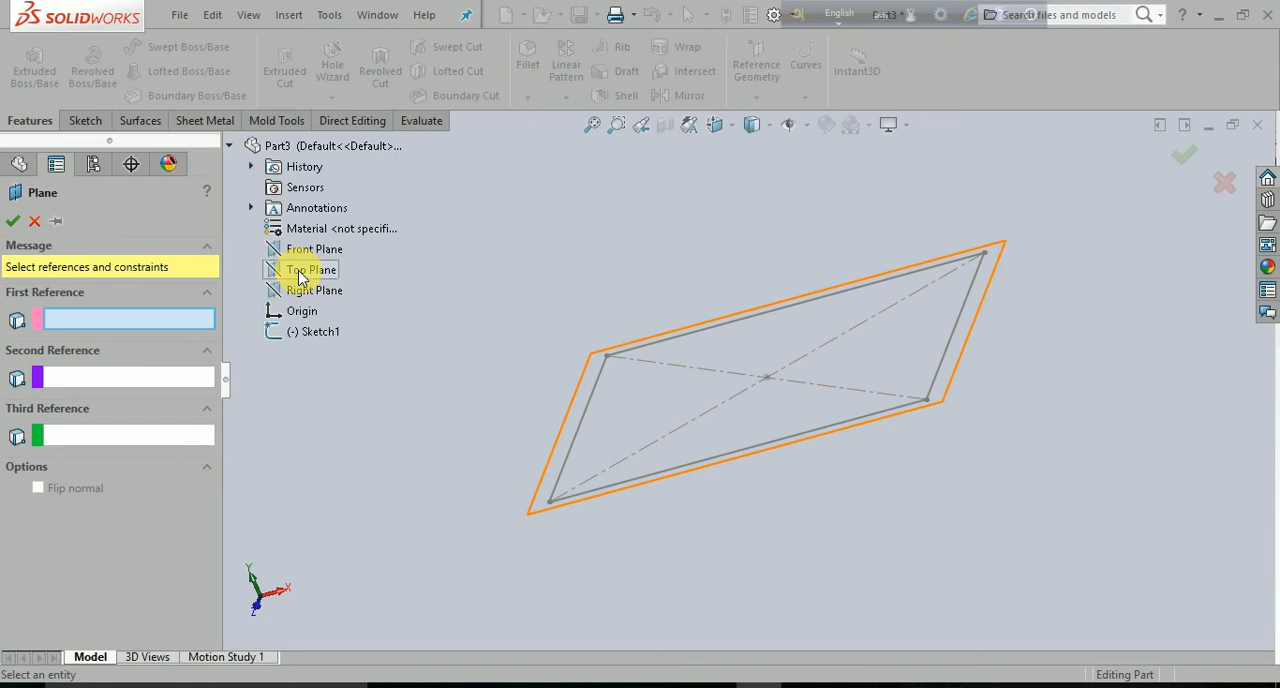 SOLIDWORKS File Edit View Insert Tools Window Help English Part3 * Search files and models ?
Extruded Boss/Base Revolved Boss/Base Swept Boss/Base Lofted Boss/Base Boundary Boss/Base Extruded Cut Hole Wizard Revolved Cut Swept Cut Lofted Cut Boundary Cut Fillet Linear Pattern Rib Draft Shell Wrap Intersect Mirror Reference Geometry Curves Instant3D
Features Sketch Surfaces Sheet Metal Mold Tools Direct Editing Evaluate
Plane ?
Message
Select references and constraints
First Reference
Second Reference
Third Reference
Options
Flip normal
Part3 (Default<<Default>...
History
Sensors
Annotations
Material <not specifi...
Front Plane
Top Plane
Right Plane
Origin
(-) Sketch1
Y
X
Z
Model 3D Views Motion Study 1
Select an entity Editing Part